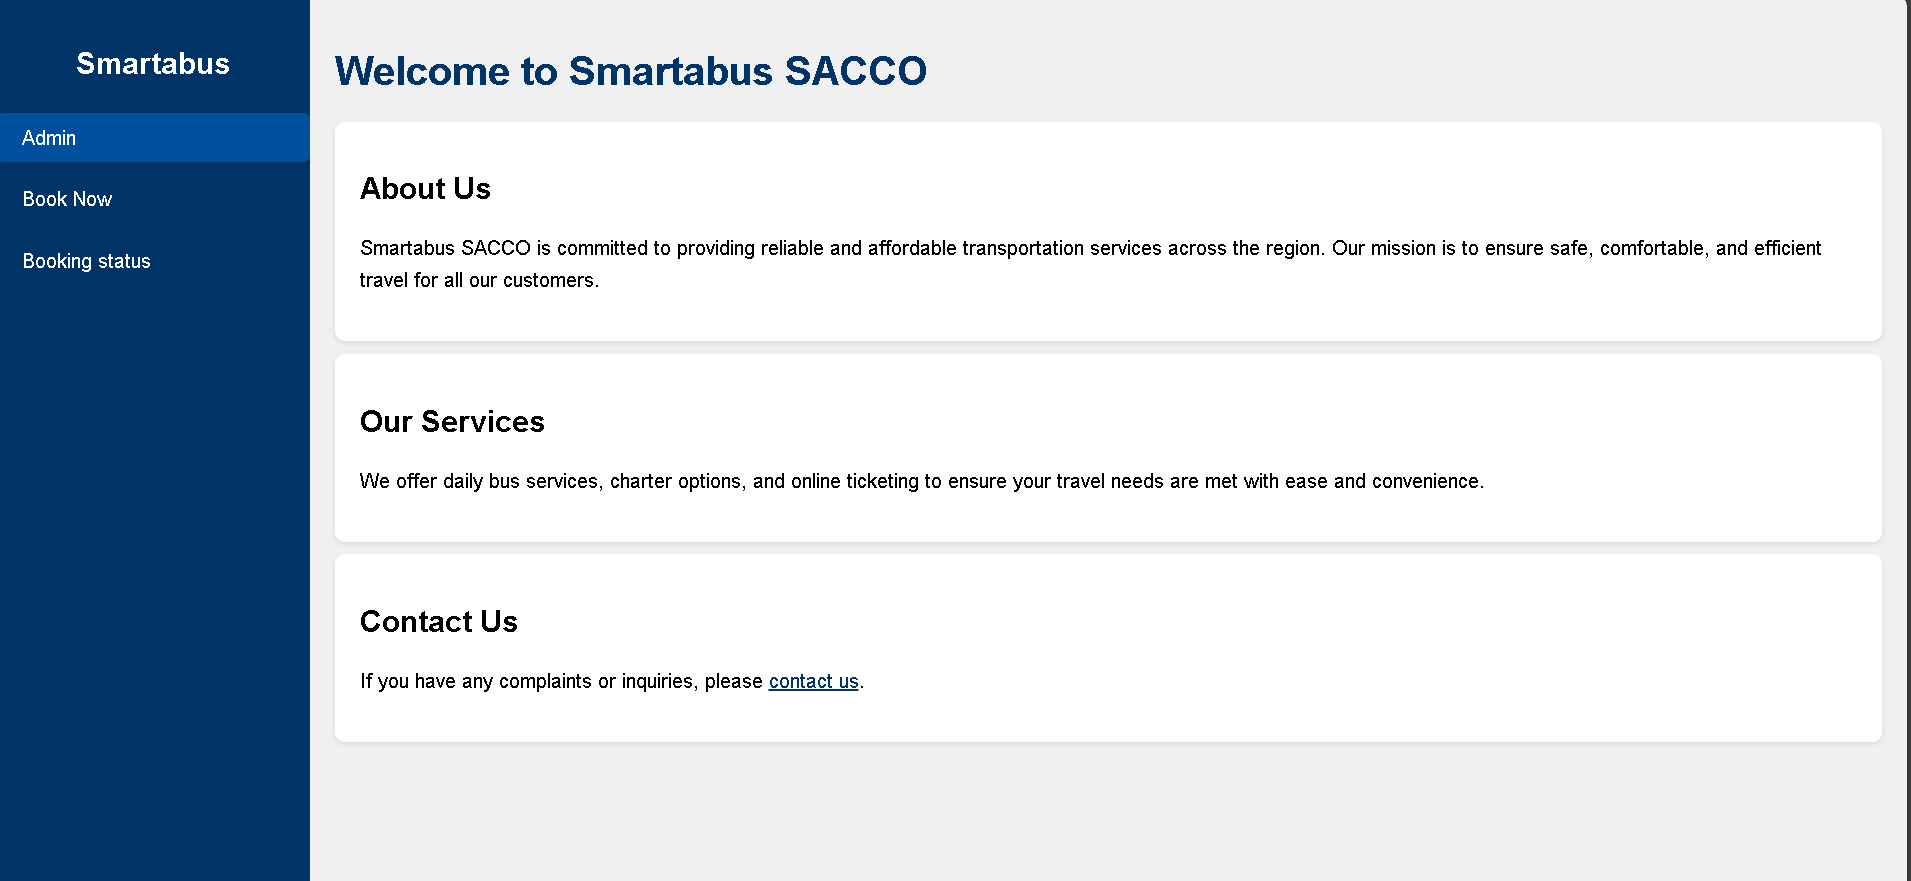 Smartabus
Admin
Book Now
Booking status
Welcome to Smartabus SACCO
About Us
Smartabus SACCO is committed to providing reliable and affordable transportation services across the region. Our mission is to ensure safe, comfortable, and efficient
travel for all our customers.
Our Services
We offer daily bus services, charter options, and online ticketing to ensure your travel needs are met with ease and convenience.
Contact Us
If you have any complaints or inquiries, please contact us.